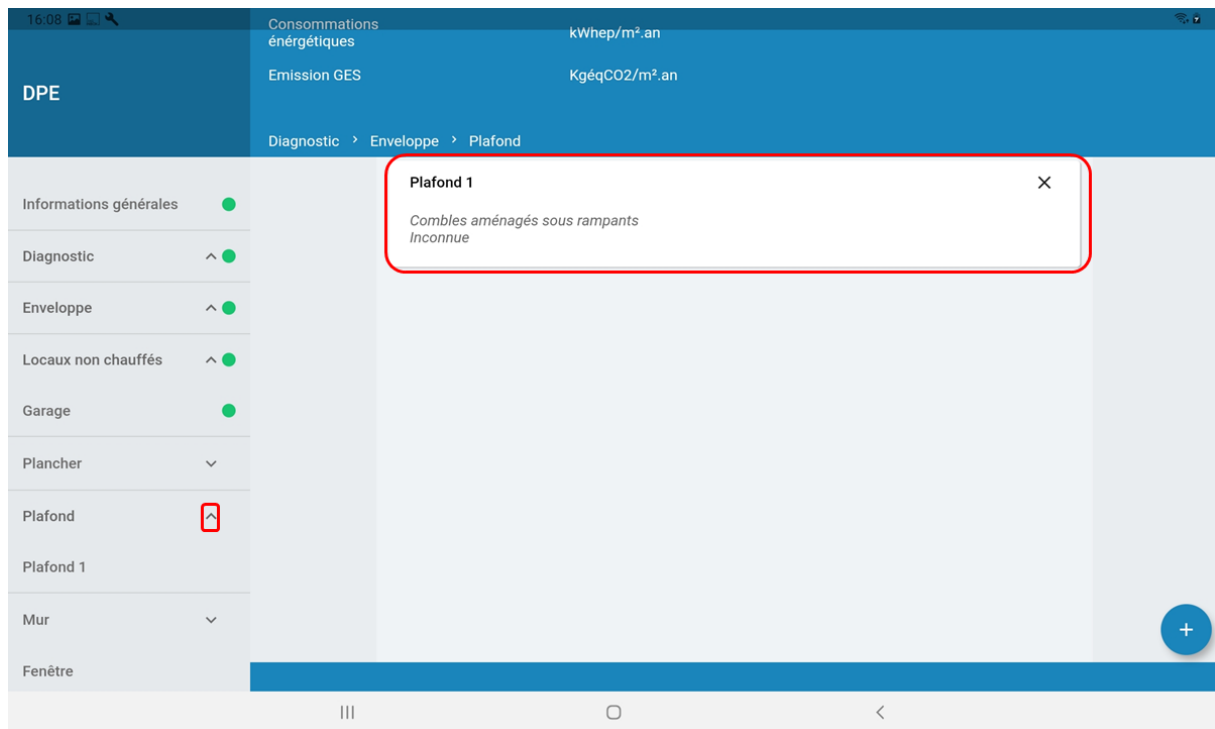 16:08
Consommations
énérgétiques
kWhep/m².an
Emission GES
KgéqCO2/m².an
DPE
Diagnostic > Enveloppe > Plafond
Plafond 1
Combles aménagés sous rampants
Inconnue
Informations générales
Diagnostic
Enveloppe
Locaux non chauffés
Garage
Plancher
Plafond
Plafond 1
Mur
Fenêtre